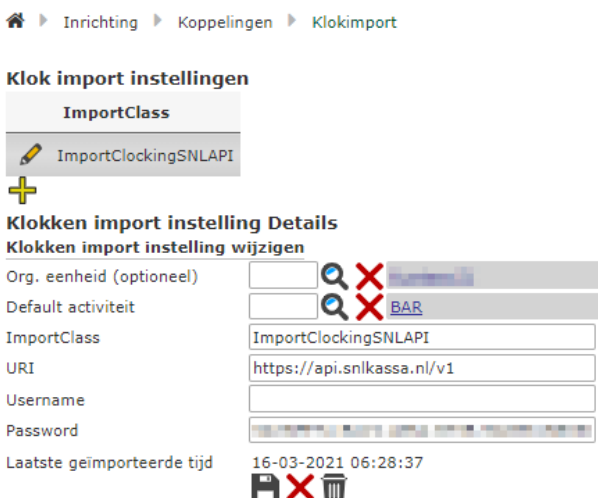 Inrichting Koppelingen Klokimport
Klok import instellingen
ImportClass
ImportClockingSNLAPI
Klokken import instelling Details
Klokken import instelling wijzigen
Org. eenheid (optioneel)
Default activiteit BAR
ImportClass ImportClockingSNLAPI
URI https://api.snlkassa.nl/v1
Username
Password
Laatste geïmporteerde tijd 16-03-2021 06:28:37